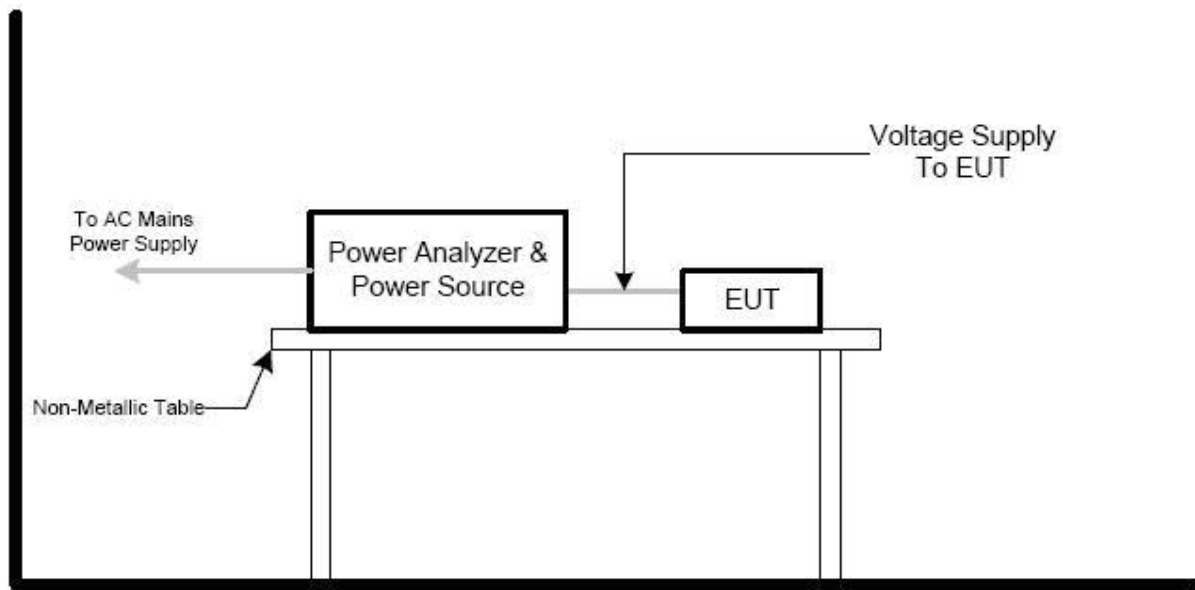 Voltage Supply
To EUT
To AC Mains
Power Supply
Power Analyzer &
Power Source
EUT
Non-Metallic Table